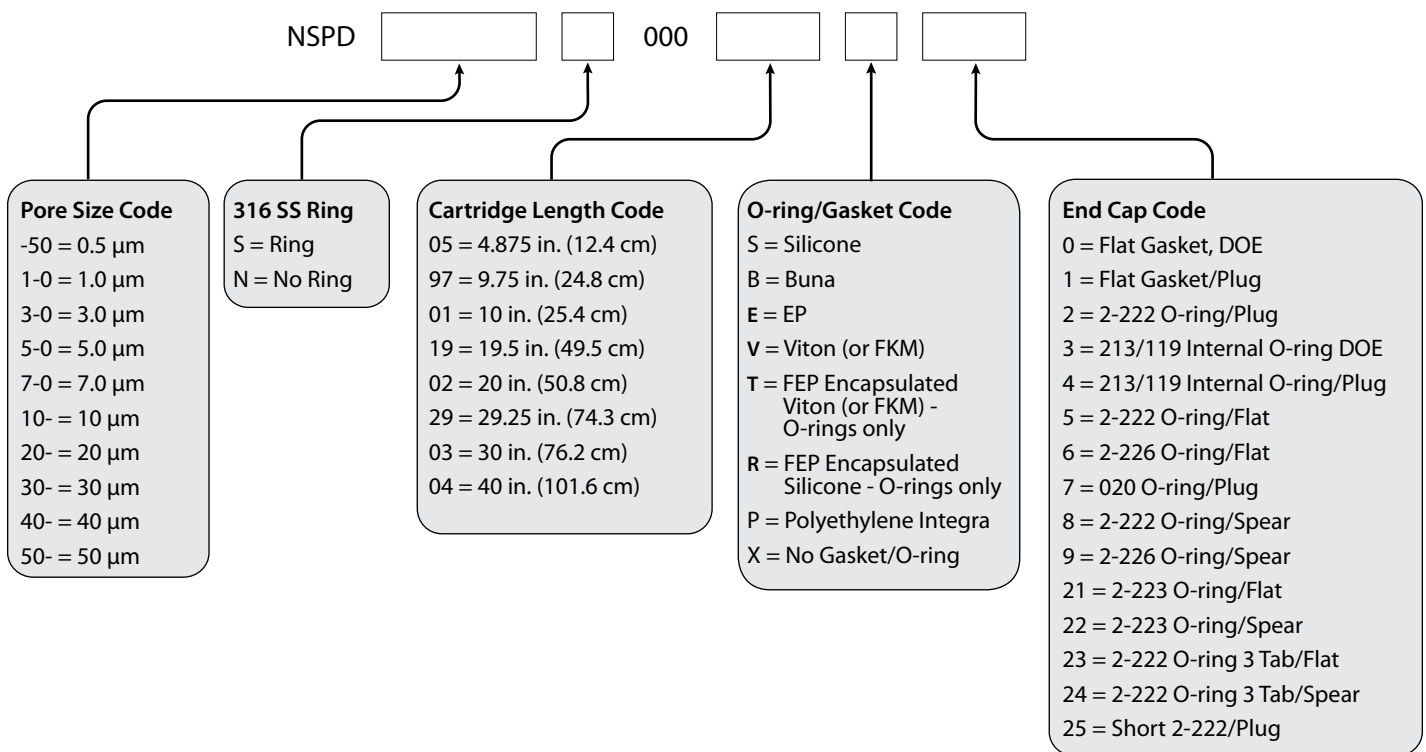 NSPD 000
Pore Size Code
-50 = 0.5 µm
1-0 = 1.0 µm
3-0 = 3.0 µm
5-0 = 5.0 µm
7-0 = 7.0 µm
10- = 10 µm
20- = 20 µm
30- = 30 µm
40- = 40 µm
50- = 50 µm
316 SS Ring
S = Ring
N = No Ring
Cartridge Length Code
05 = 4.875 in. (12.4 cm)
97 = 9.75 in. (24.8 cm)
01 = 10 in. (25.4 cm)
19 = 19.5 in. (49.5 cm)
02 = 20 in. (50.8 cm)
29 = 29.25 in. (74.3 cm)
03 = 30 in. (76.2 cm)
04 = 40 in. (101.6 cm)
O-ring/Gasket Code
S = Silicone
B = Buna
E = EP
V = Viton (or FKM)
T = FEP Encapsulated
Viton (or FKM) -
O-rings only
R = FEP Encapsulated
Silicone - O-rings only
P = Polyethylene Integra
X = No Gasket/O-ring
End Cap Code
0 = Flat Gasket, DOE
1 = Flat Gasket/Plug
2 = 2-222 O-ring/Plug
3 = 213/119 Internal O-ring DOE
4 = 213/119 Internal O-ring/Plug
5 = 2-222 O-ring/Flat
6 = 2-226 O-ring/Flat
7 = 020 O-ring/Plug
8 = 2-222 O-ring/Spear
9 = 2-226 O-ring/Spear
21 = 2-223 O-ring/Flat
22 = 2-223 O-ring/Spear
23 = 2-222 O-ring 3 Tab/Flat
24 = 2-222 O-ring 3 Tab/Spear
25 = Short 2-222/Plug